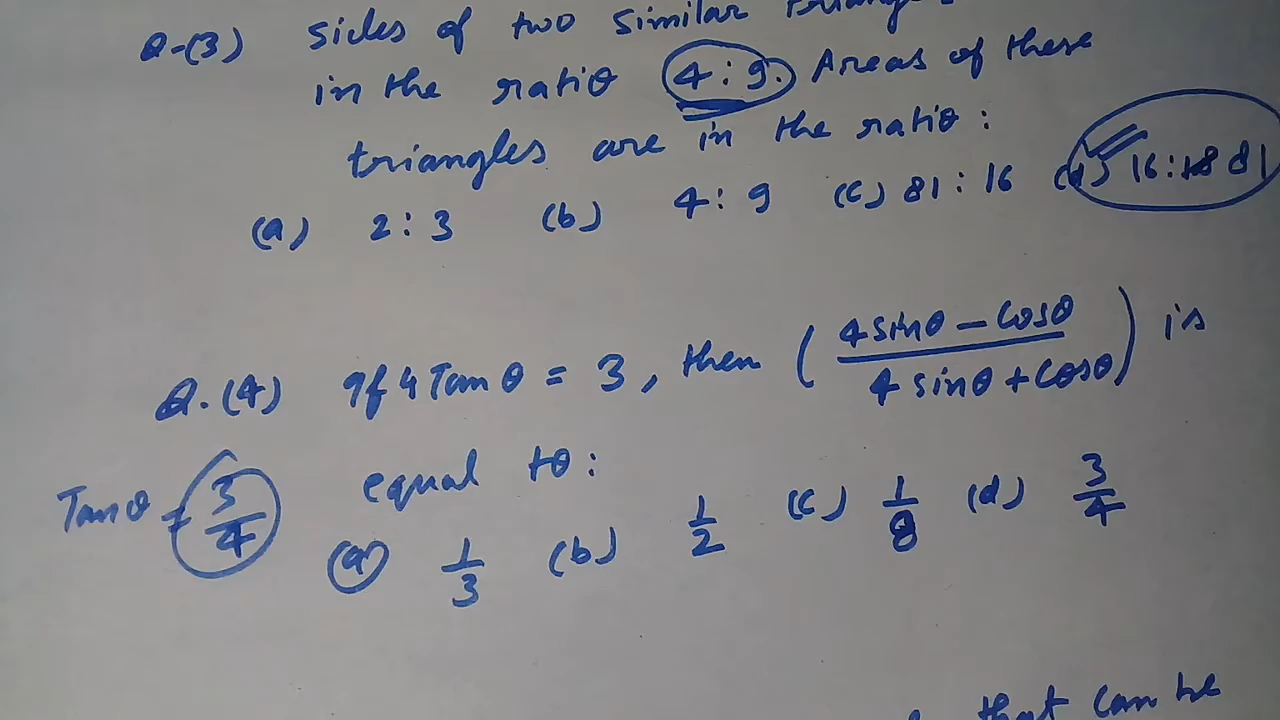 Q-(3) sides of two similar
in the ratio 4:9. Areas of these
triangles are in the ratio:
(a) 2:3 (b) 4:9 (c) 81:16 (d) 16:81
Q.(4) If 4 Tan θ = 3, then ( (4 sinθ – Cosθ) / (4 sinθ + Cosθ) ) is
equal to:
Tan θ = 3/4
(a) 1/3 (b) 1/2 (c) 1/8 (d) 3/4
that can be